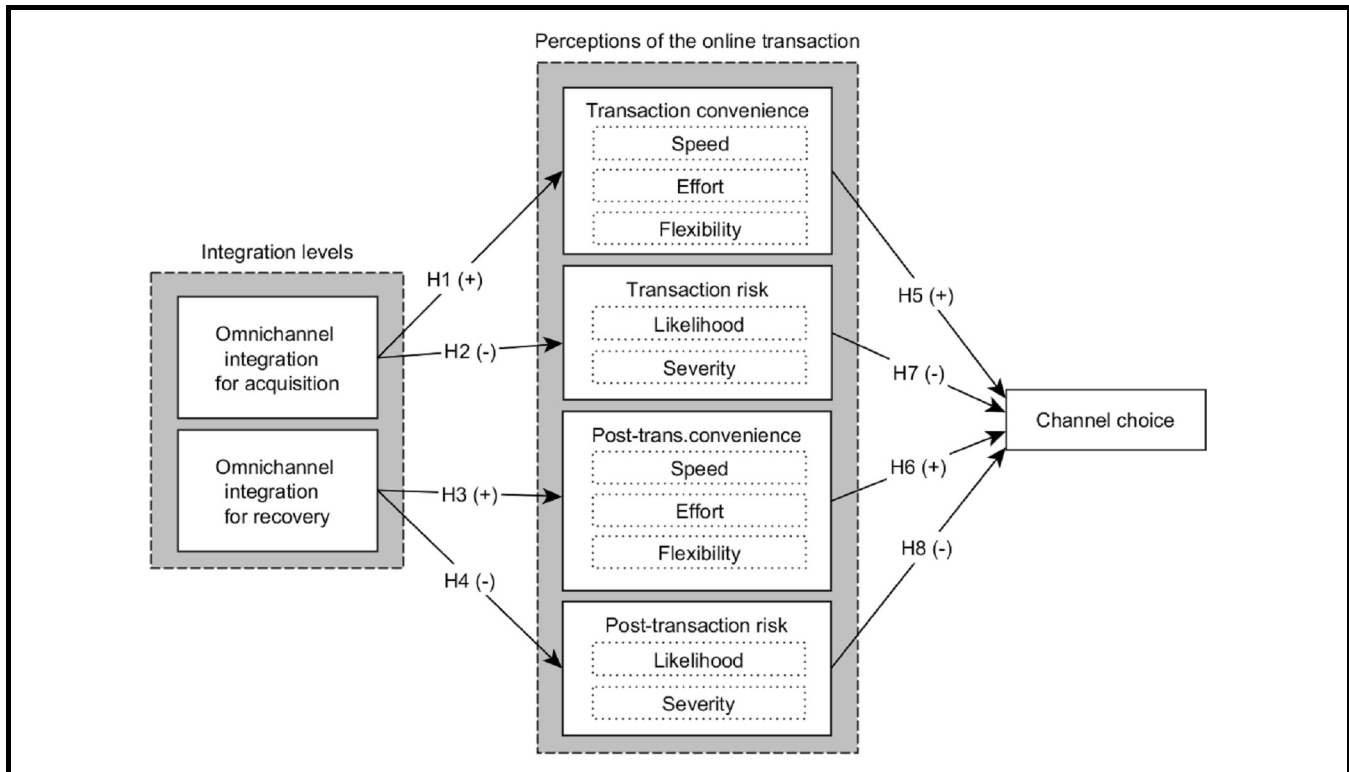 Perceptions of the online transaction
Transaction convenience
Speed
Effort
Flexibility
Integration levels
H1 (+)
Transaction risk
H5 (+)
Likelihood
Omnichannel
integration
for acquisition
H2 (-)
Severity
H7 (-)
Channel choice
Post-trans.convenience
Omnichannel
integration
for recovery
Speed
H6 (+)
H3 (+)
Effort
Flexibility
H8 (-)
H4 (-)
Post-transaction risk
Likelihood
Severity